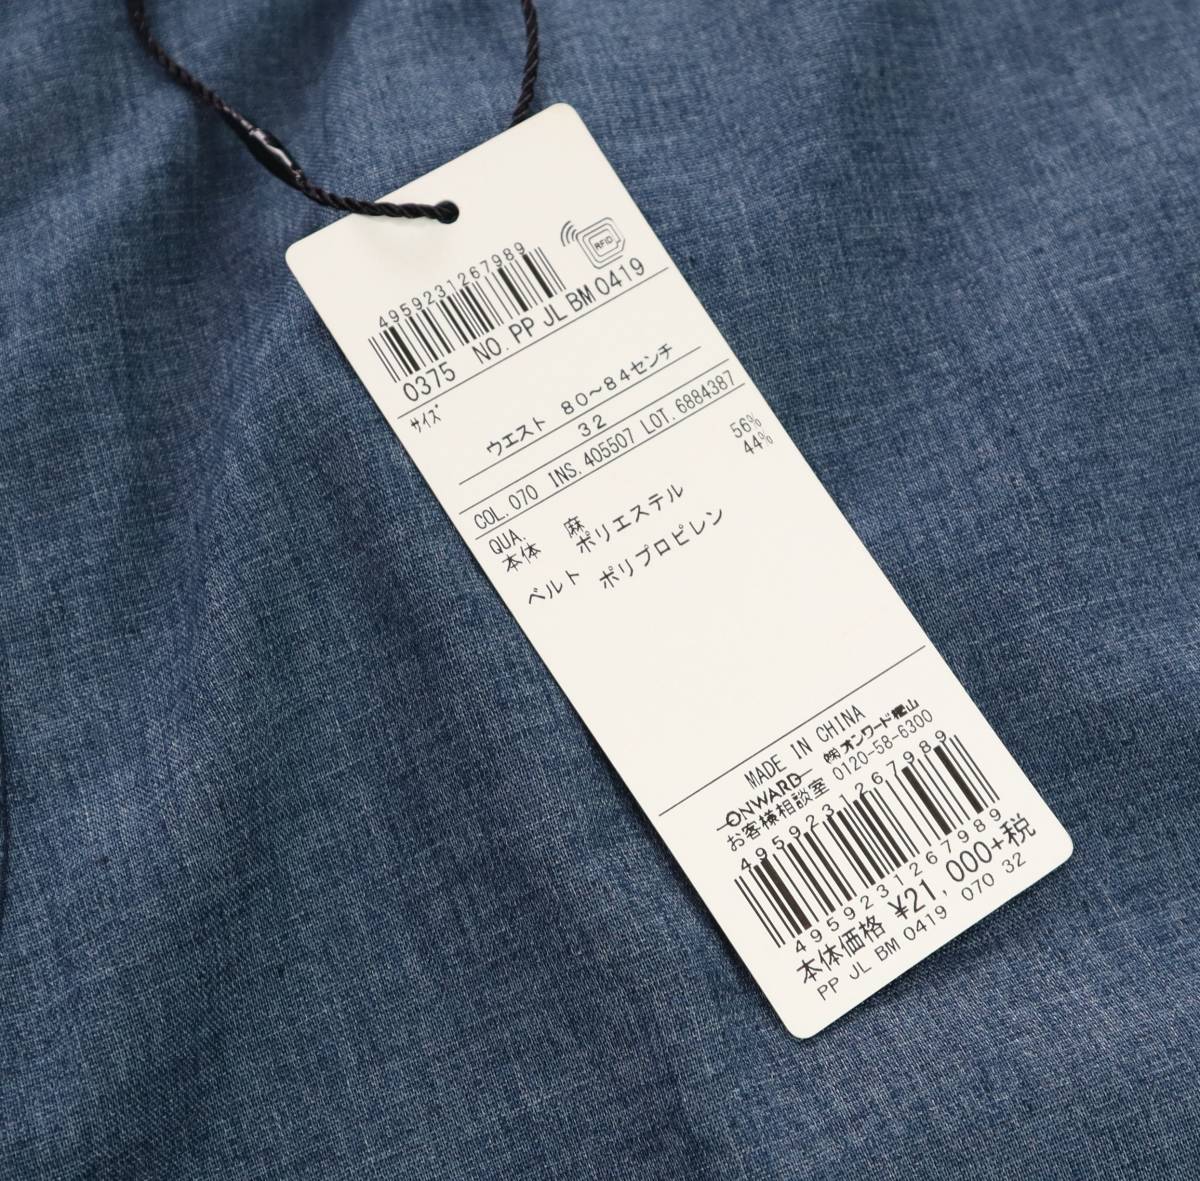 4959231267989
RFID
0375 NO. PP JL BM 0419
サイズ
ウエスト 80~84センチ
32
COL. 070 INS. 405507 LOT. 6884387
QUA.
本体 麻 56%
ポリエステル 44%
ベルト ポリプロピレン
MADE IN CHINA
ONWARD ㈱オンワード樫山
お客様相談室 0120-58-6300
4959231267989
4959231267989
本体価格 ¥21,000+税
PP JL BM 0419 070 32